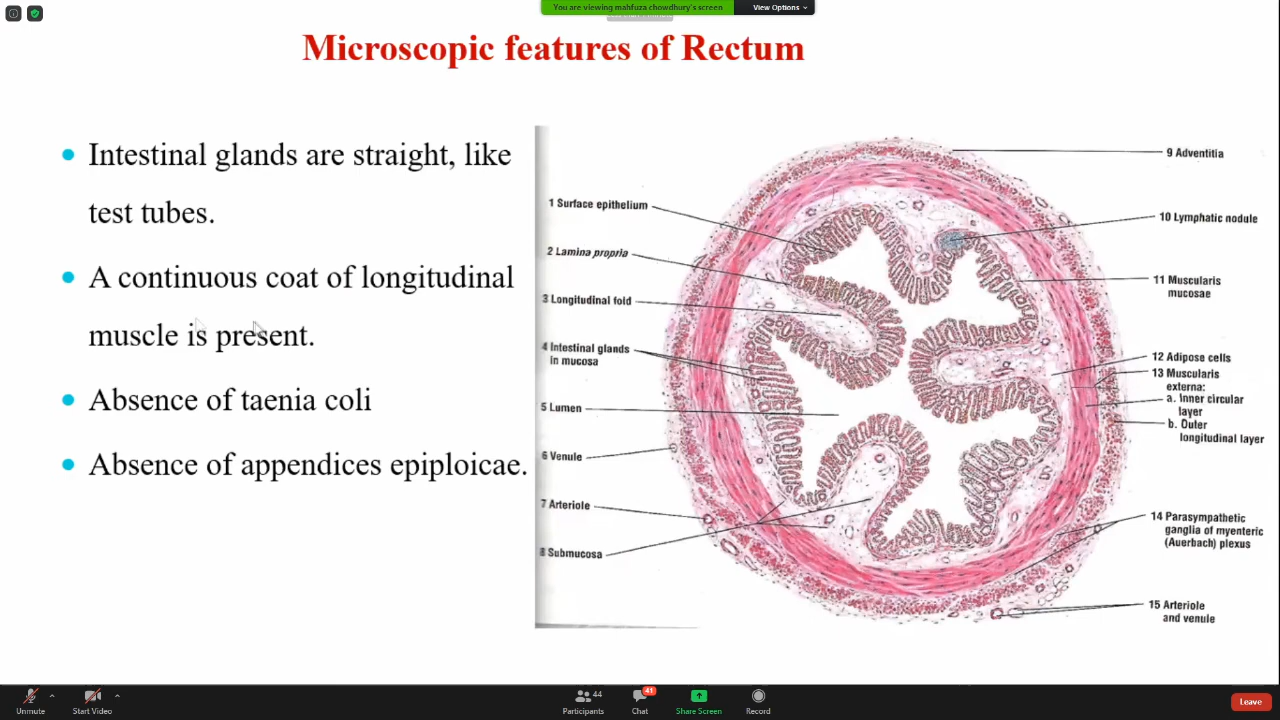 You are viewing mahfuza chowdhury's screen
View Options
Microscopic features of Rectum
Intestinal glands are straight, like
test tubes.
A continuous coat of longitudinal
muscle is present.
Absence of taenia coli
Absence of appendices epiploicae.
1 Surface epithelium
2 Lamina propria
3 Longitudinal fold
4 Intestinal glands
in mucosa
5 Lumen
6 Venule
7 Arteriole
8 Submucosa
9 Adventitia
10 Lymphatic nodule
11 Muscularis
mucosae
12 Adipose cells
13 Muscularis
externa:
a. Inner circular
layer
b. Outer
longitudinal layer
14 Parasympathetic
ganglia of myenteric
(Auerbach) plexus
15 Arteriole
and venule
Unmute
Start Video
44
Participants
41
Chat
Share Screen
Record
Leave